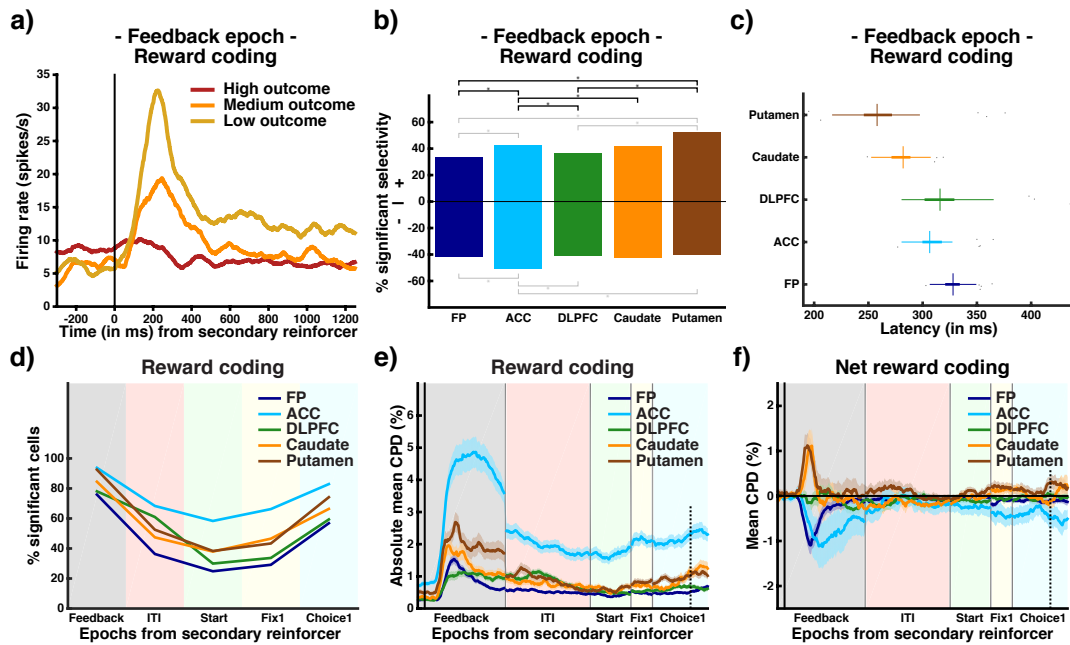 a)
- Feedback epoch -
Reward coding
Firing rate (spikes/s)
35
30
25
20
15
10
5
0
-200 0 200 400 600 800 1000 1200
Time (in ms) from secondary reinforcer
High outcome
Medium outcome
Low outcome
b)
- Feedback epoch -
Reward coding
% significant selectivity
- | +
60
40
20
0
-20
-40
-60
FP ACC DLPFC Caudate Putamen
c)
- Feedback epoch -
Reward coding
Putamen
Caudate
DLPFC
ACC
FP
200 250 300 350 400
Latency (in ms)
d)
Reward coding
% significant cells
100
80
60
40
20
0
FP
ACC
DLPFC
Caudate
Putamen
Feedback ITI Start Fix1 Choice1
Epochs from secondary reinforcer
e)
Reward coding
Absolute mean CPD (%)
6
5
4
3
2
1
0
FP
ACC
DLPFC
Caudate
Putamen
Feedback ITI Start Fix1 Choice1
Epochs from secondary reinforcer
f)
Net reward coding
Mean CPD (%)
2
1
0
-1
-2
FP
ACC
DLPFC
Caudate
Putamen
Feedback ITI Start Fix1 Choice1
Epochs from secondary reinforcer